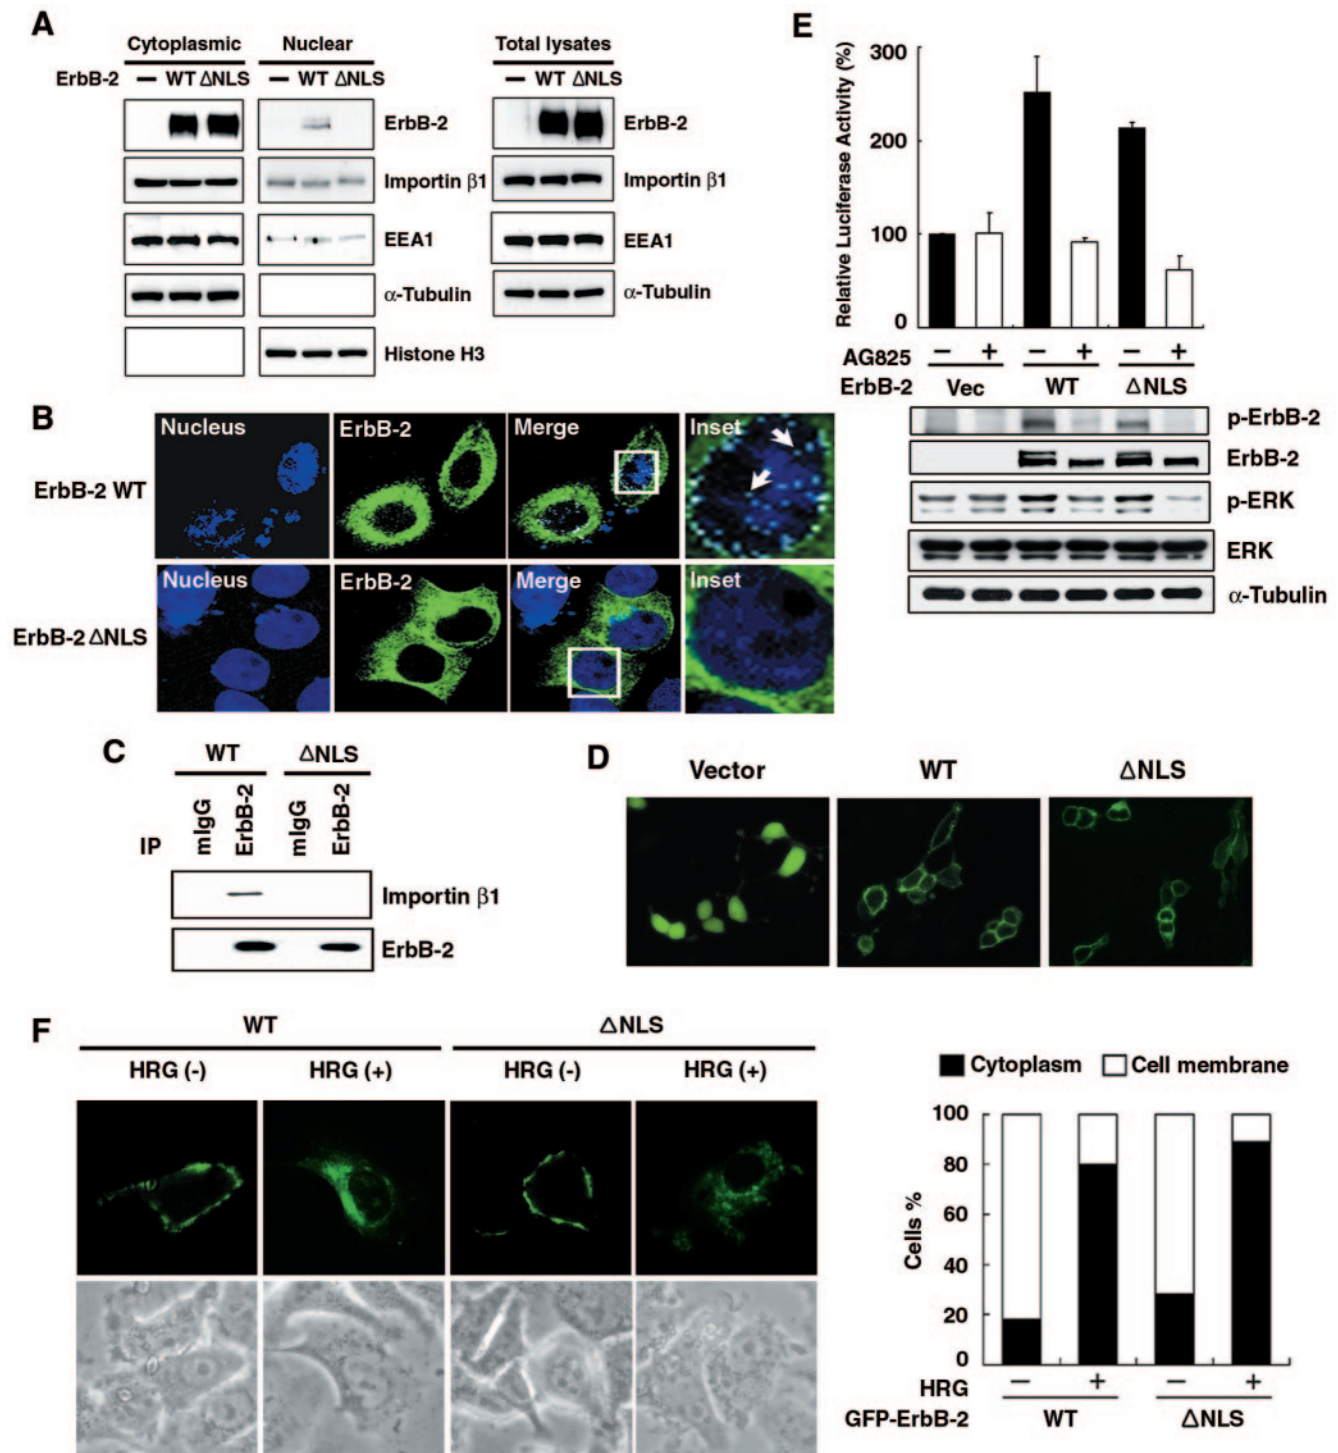 A
Cytoplasmic Nuclear Total lysates
ErbB-2 – WT ΔNLS – WT ΔNLS – WT ΔNLS
ErbB-2 ErbB-2
Importin β1 Importin β1
EEA1 EEA1
α-Tubulin α-Tubulin
Histone H3
B
Nucleus ErbB-2 Merge Inset
ErbB-2 WT
Nucleus ErbB-2 Merge Inset
ErbB-2 ΔNLS
C
WT ΔNLS
IP mIgG ErbB-2 mIgG ErbB-2
Importin β1
ErbB-2
D
Vector WT ΔNLS
E
Relative Luciferase Activity (%)
300
200
100
0
AG825 – + – + – +
ErbB-2 Vec WT ΔNLS
p-ErbB-2
ErbB-2
p-ERK
ERK
α-Tubulin
F
WT ΔNLS
HRG (-) HRG (+) HRG (-) HRG (+)
Cytoplasm Cell membrane
Cells %
100
80
60
40
20
0
HRG – + – +
GFP-ErbB-2 WT ΔNLS